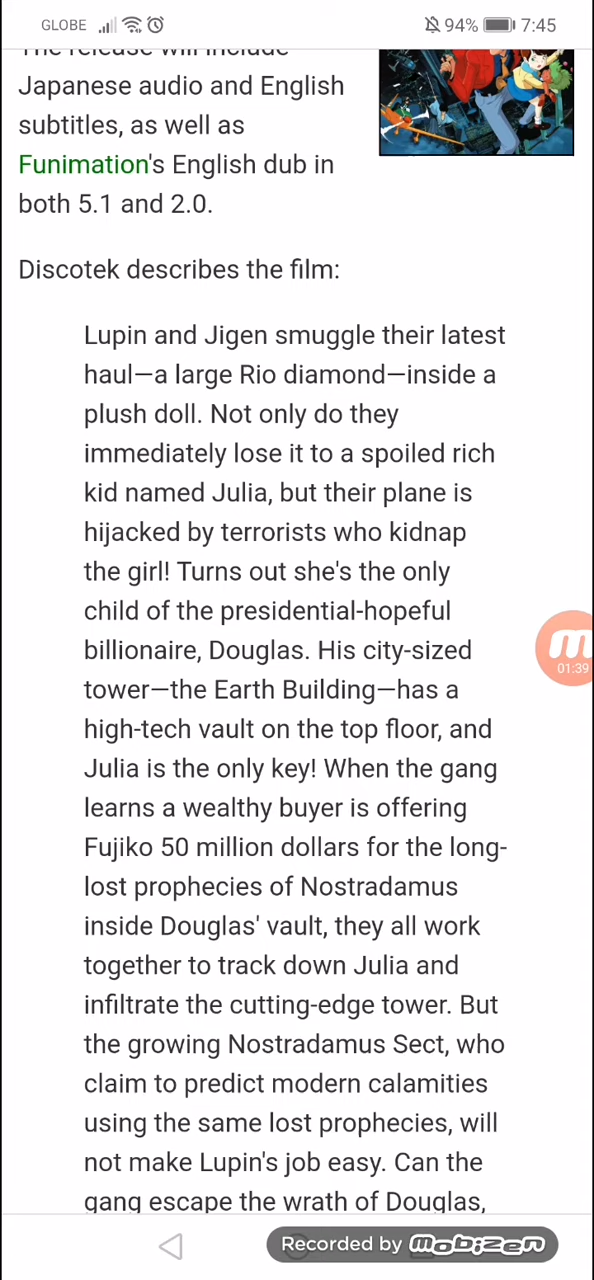 GLOBE 94% 7:45
The release will include
Japanese audio and English
subtitles, as well as
Funimation's English dub in
both 5.1 and 2.0.
Discotek describes the film:
Lupin and Jigen smuggle their latest
haul—a large Rio diamond—inside a
plush doll. Not only do they
immediately lose it to a spoiled rich
kid named Julia, but their plane is
hijacked by terrorists who kidnap
the girl! Turns out she's the only
child of the presidential-hopeful
billionaire, Douglas. His city-sized
tower—the Earth Building—has a
high-tech vault on the top floor, and
Julia is the only key! When the gang
learns a wealthy buyer is offering
Fujiko 50 million dollars for the long-
lost prophecies of Nostradamus
inside Douglas' vault, they all work
together to track down Julia and
infiltrate the cutting-edge tower. But
the growing Nostradamus Sect, who
claim to predict modern calamities
using the same lost prophecies, will
not make Lupin's job easy. Can the
gang escape the wrath of Douglas,
m
01:39
Recorded by mobizen